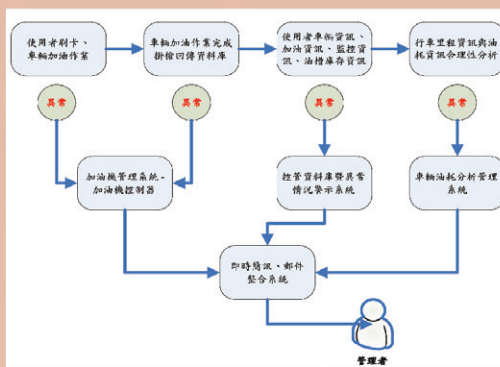 使用者刷卡、
車輛加油作業
車輛加油作業完成
掛槍回傳資料庫
使用者車輛資訊、
加油資訊、監控資
訊、油槽庫存資訊
行車里程資訊與油
耗資訊合理性分析
異常
異常
異常
異常
加油機管理系統-
加油機控制器
控管資料庫暨異常
情況警示系統
車輛油耗分析管理
系統
即時簡訊、郵件
整合系統
管理者